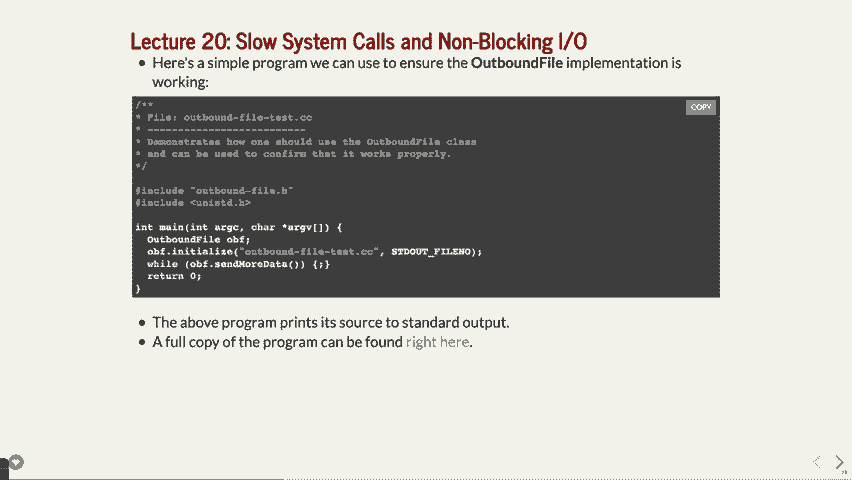 Lecture 20: Slow System Calls and Non-Blocking I/O
• Here's a simple program we can use to ensure the OutboundFile implementation is
working:
COPY
/**
* File: outbound-file-test.cc
* --------------------------
* Demonstrates how one should use the OutboundFile class
* and can be used to confirm that it works properly.
*/
#include "outbound-file.h"
#include <unistd.h>
int main(int argc, char *argv[]) {
OutboundFile obf;
obf.initialize("outbound-file-test.cc", STDOUT_FILENO);
while (obf.sendMoreData()) {;}
return 0;
}
• The above program prints its source to standard output.
• A full copy of the program can be found right here.